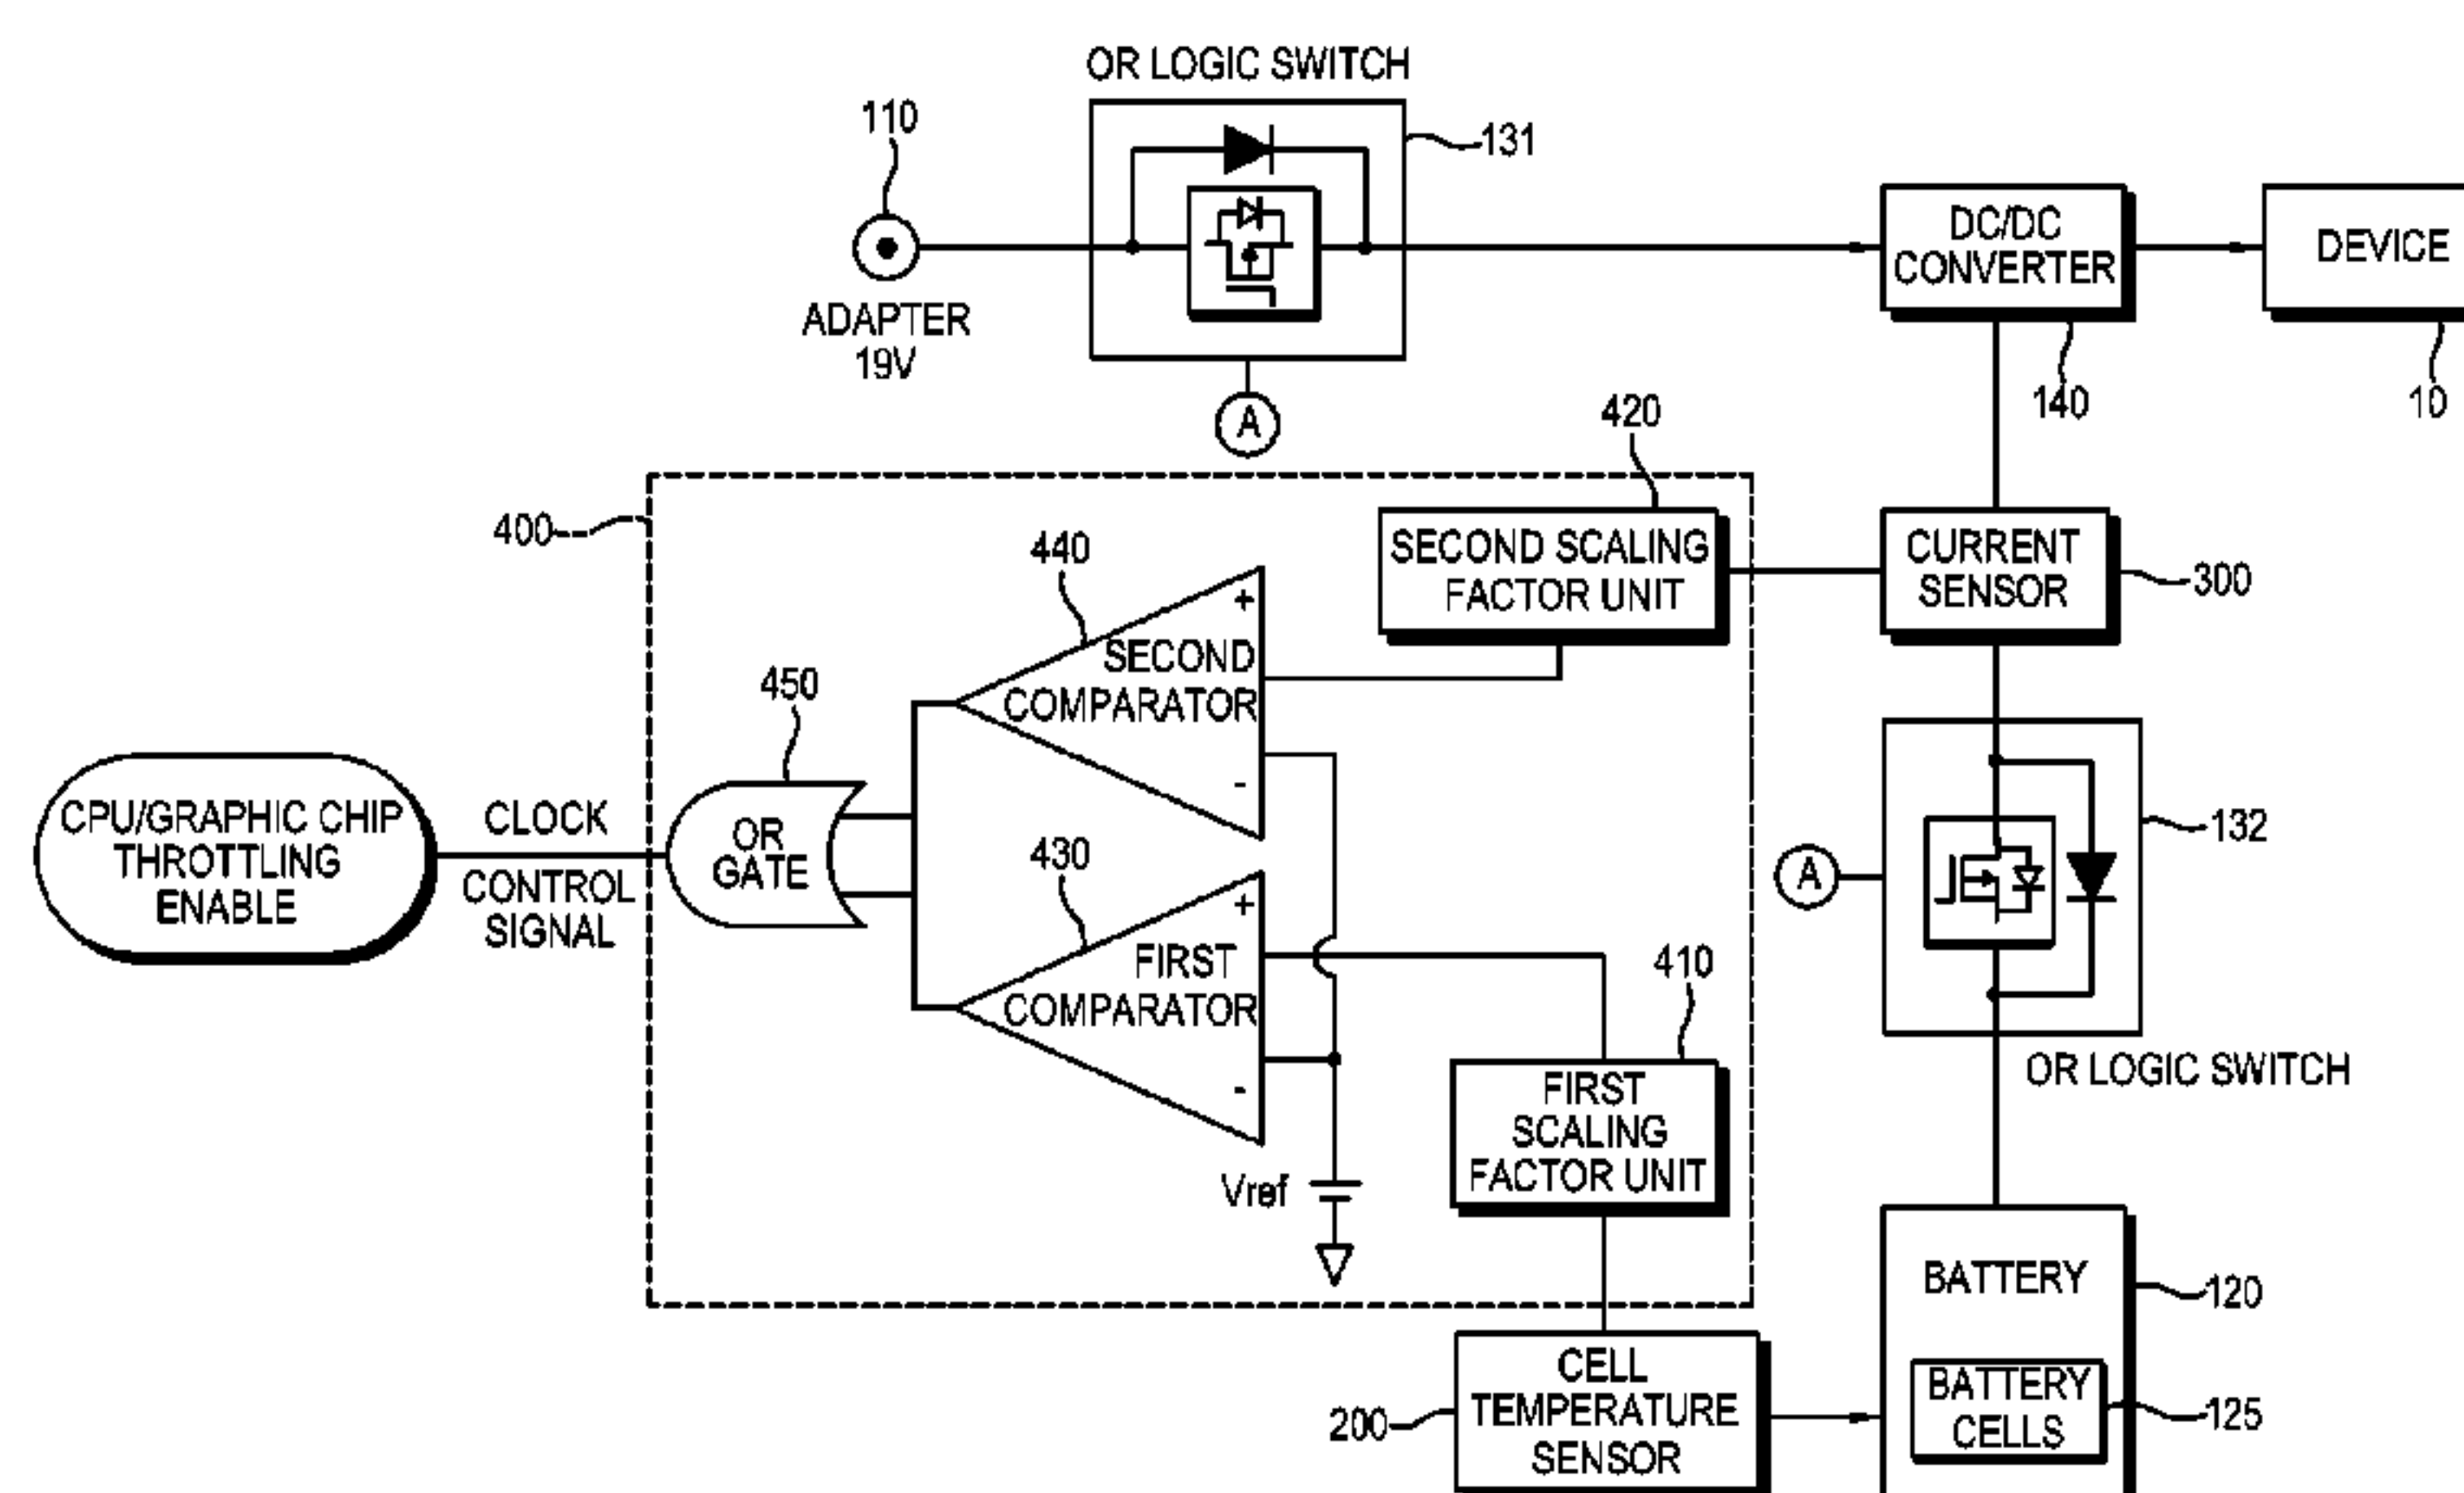 OR LOGIC SWITCH
110
131
ADAPTER
19V
A
DC/DC
CONVERTER
140
DEVICE
10
400
420
SECOND SCALING
FACTOR UNIT
CURRENT
SENSOR
300
440
+
SECOND
COMPARATOR
-
450
OR
GATE
CPU/GRAPHIC CHIP
THROTTLING
ENABLE
CLOCK
CONTROL
SIGNAL
430
+
FIRST
COMPARATOR
-
Vref
410
FIRST
SCALING
FACTOR UNIT
A
132
OR LOGIC SWITCH
BATTERY
120
BATTERY
CELLS
125
200
CELL
TEMPERATURE
SENSOR